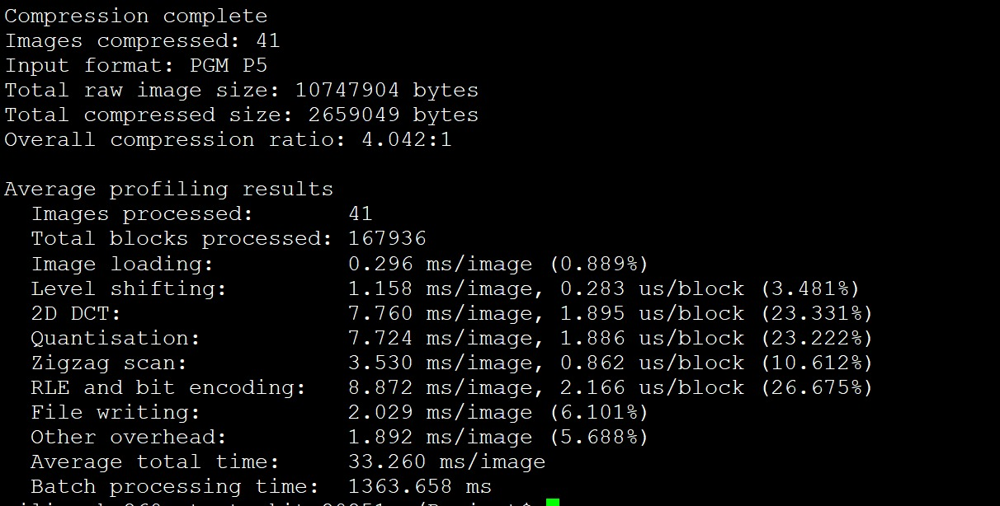 Compression complete
Images compressed: 41
Input format: PGM P5
Total raw image size: 10747904 bytes
Total compressed size: 2659049 bytes
Overall compression ratio: 4.042:1
Average profiling results
Images processed: 41
Total blocks processed: 167936
Image loading: 0.296 ms/image (0.889%)
Level shifting: 1.158 ms/image, 0.283 us/block (3.481%)
2D DCT: 7.760 ms/image, 1.895 us/block (23.331%)
Quantisation: 7.724 ms/image, 1.886 us/block (23.222%)
Zigzag scan: 3.530 ms/image, 0.862 us/block (10.612%)
RLE and bit encoding: 8.872 ms/image, 2.166 us/block (26.675%)
File writing: 2.029 ms/image (6.101%)
Other overhead: 1.892 ms/image (5.688%)
Average total time: 33.260 ms/image
Batch processing time: 1363.658 ms